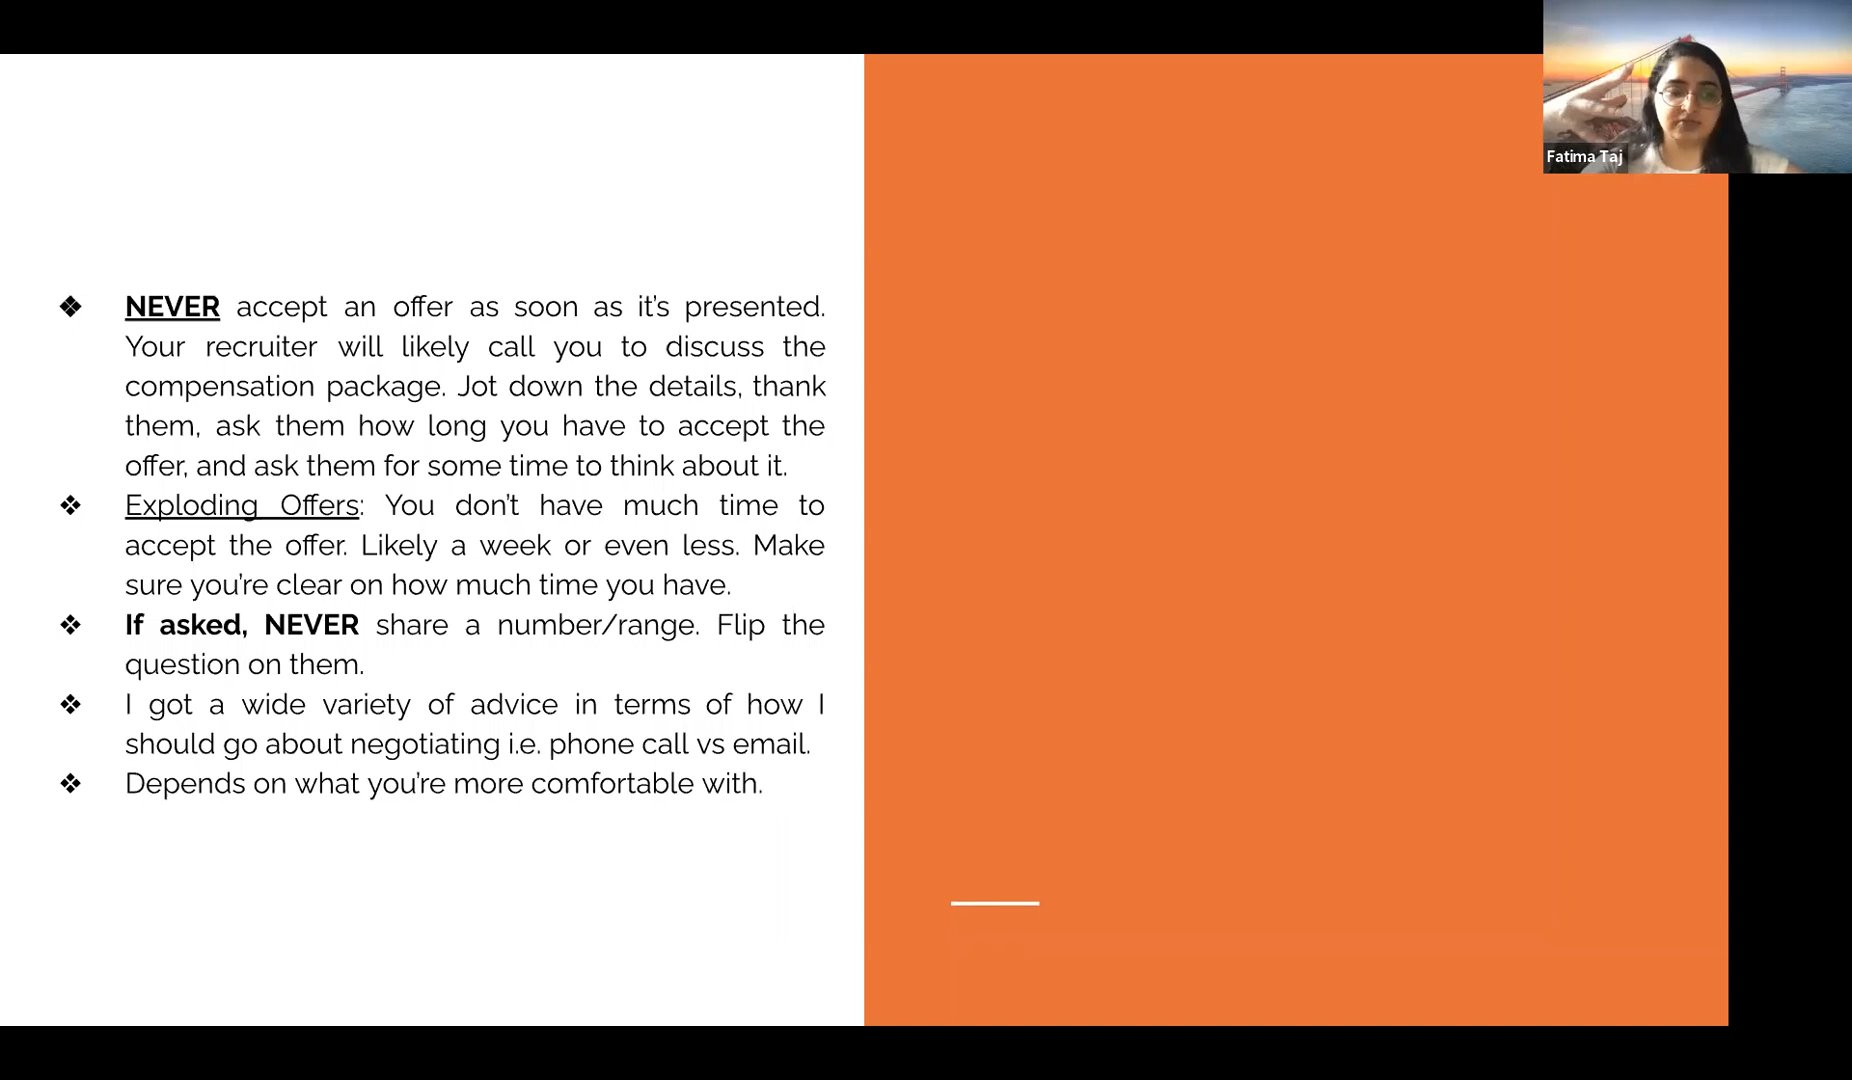 ❖ NEVER accept an offer as soon as it's presented.
Your recruiter will likely call you to discuss the
compensation package. Jot down the details, thank
them, ask them how long you have to accept the
offer, and ask them for some time to think about it.
❖ Exploding Offers: You don't have much time to
accept the offer. Likely a week or even less. Make
sure you're clear on how much time you have.
❖ If asked, NEVER share a number/range. Flip the
question on them.
❖ I got a wide variety of advice in terms of how I
should go about negotiating i.e. phone call vs email.
❖ Depends on what you're more comfortable with.
Fatima Taj